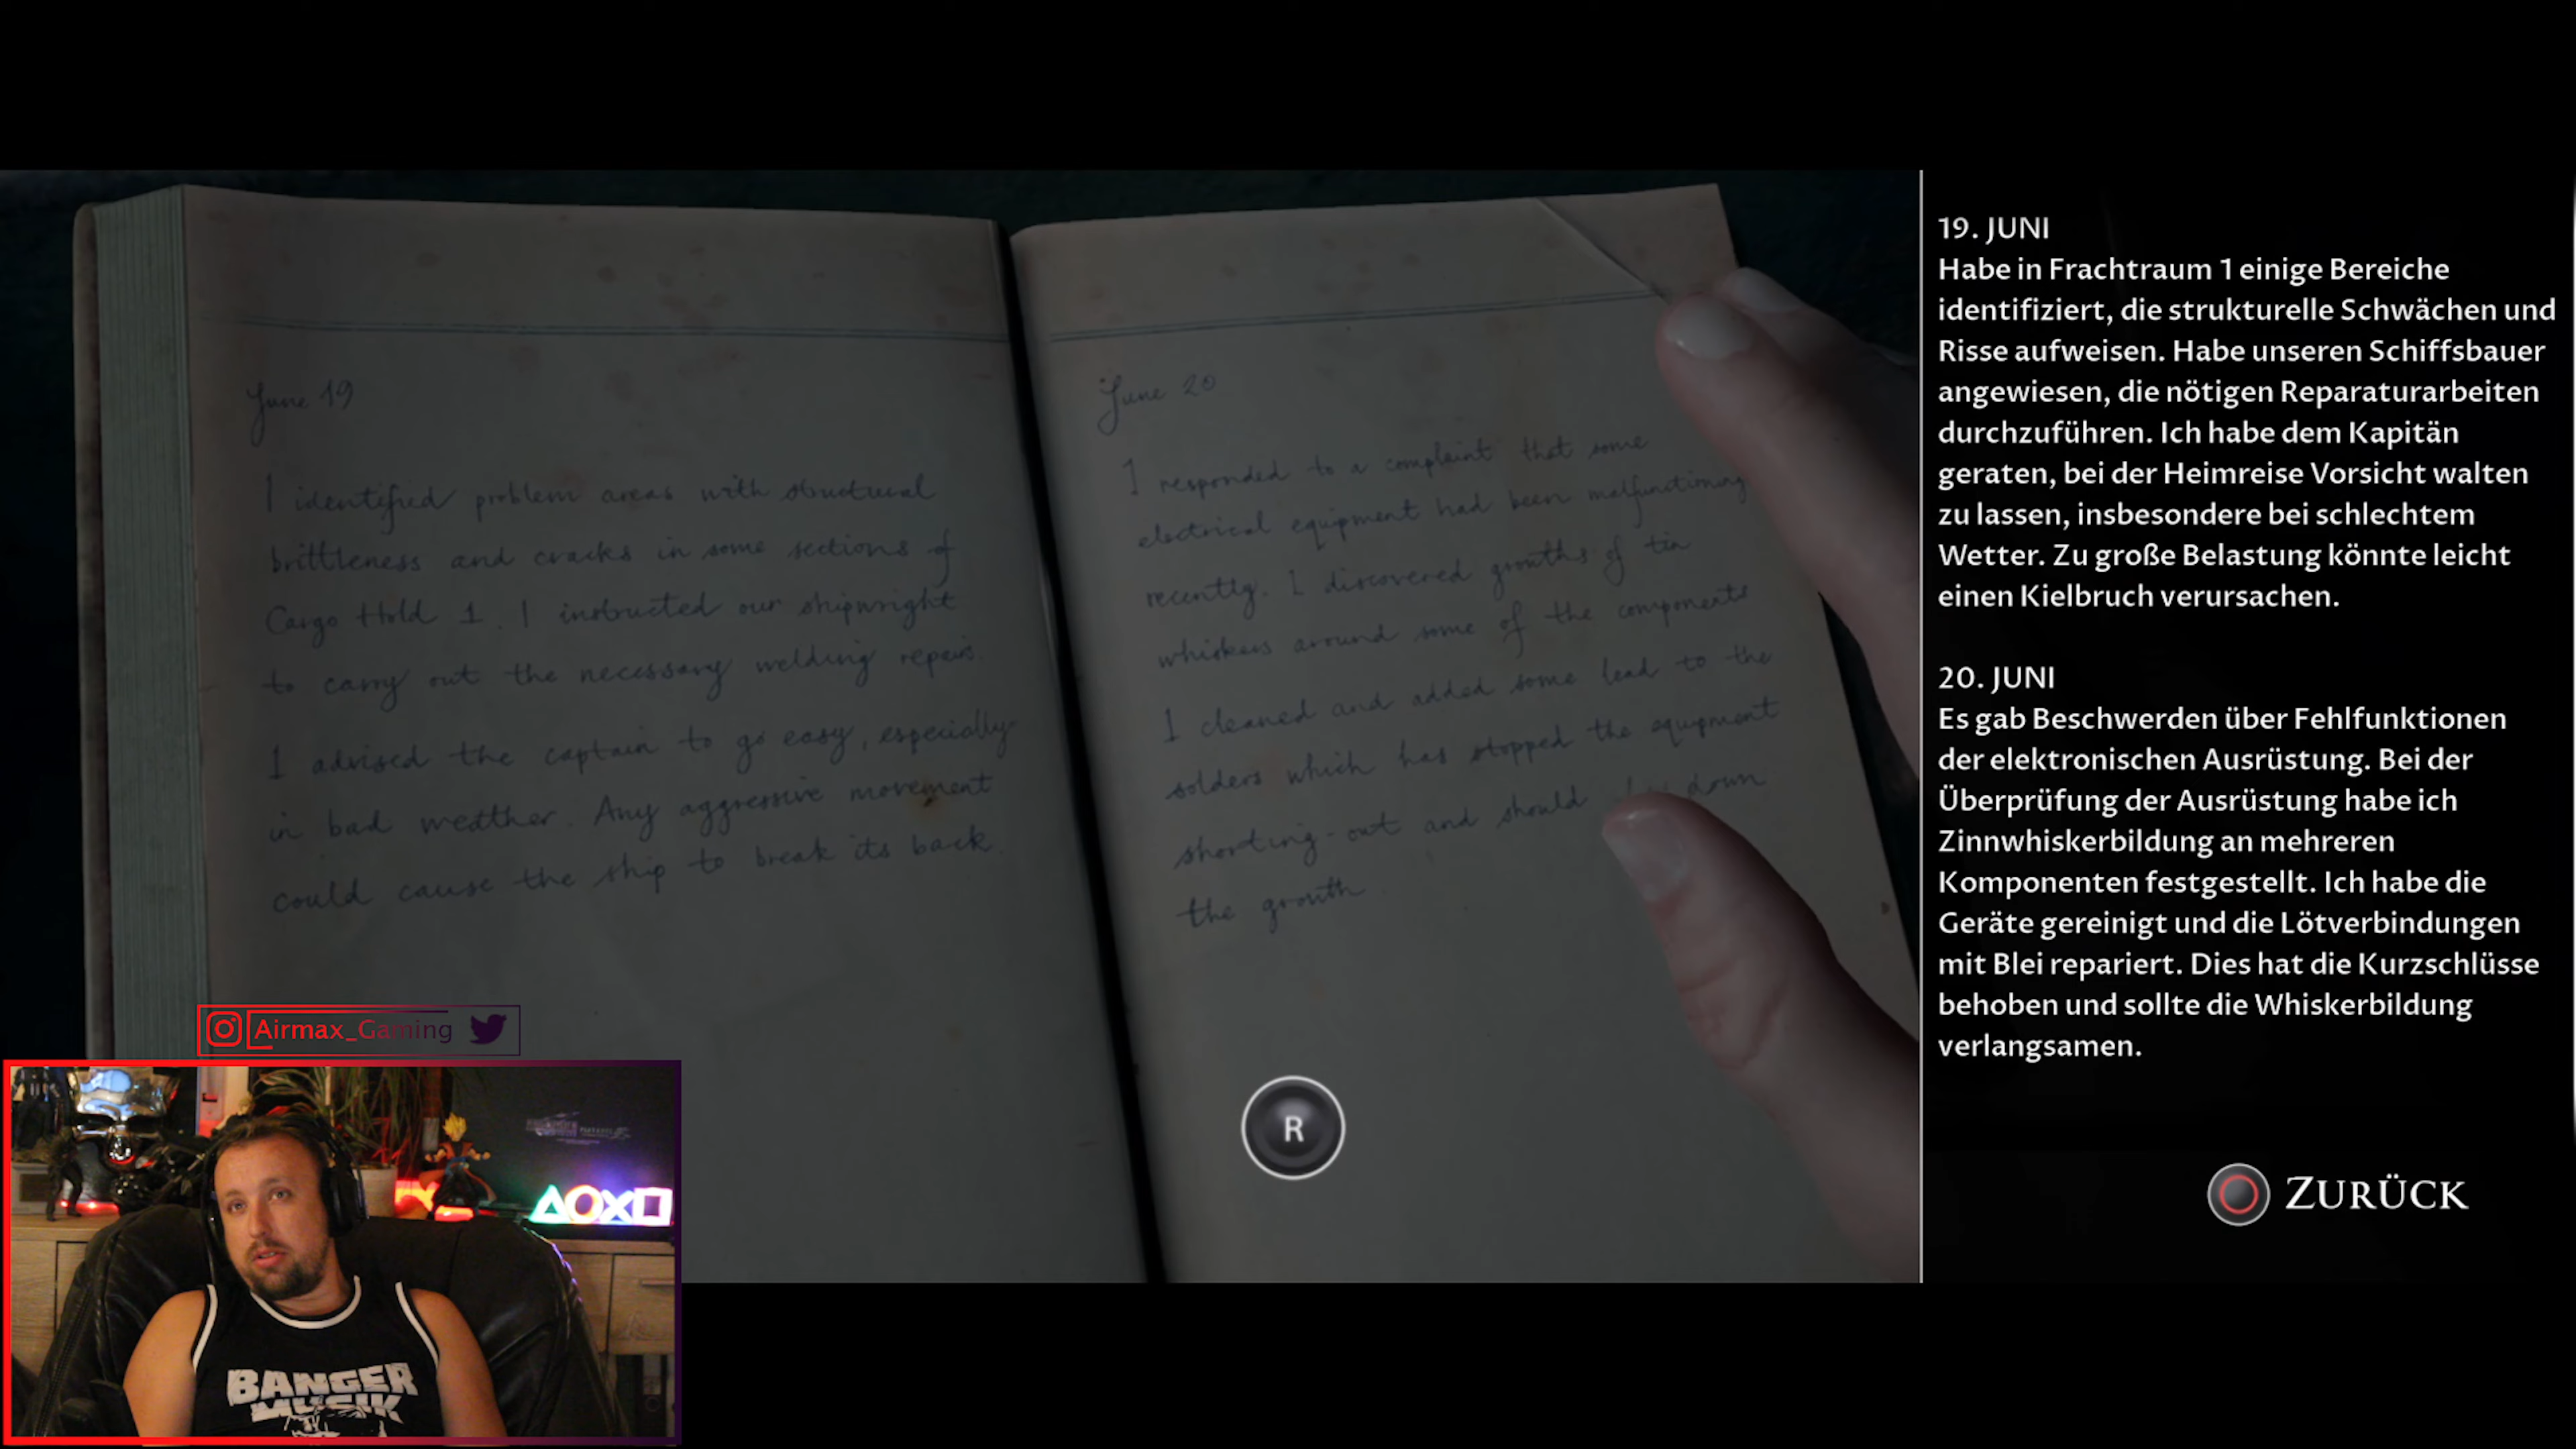 June 19
I identified problem areas with structural
brittleness and cracks in some sections of
Cargo Hold 1. I instructed our shipwright
to carry out the necessary welding repairs.
I advised the captain to go easy, especially
in bad weather. Any aggressive movement
could cause the ship to break its back.
June 20
I responded to a complaint that some
electrical equipment had been malfunctioning
recently. I discovered growths of tin
whiskers around some of the components
I cleaned and added some lead to the
solders which has stopped the equipment
shorting-out and should down
the growth.
R
19. JUNI
Habe in Frachtraum 1 einige Bereiche
identifiziert, die strukturelle Schwächen und
Risse aufweisen. Habe unseren Schiffsbauer
angewiesen, die nötigen Reparaturarbeiten
durchzuführen. Ich habe dem Kapitän
geraten, bei der Heimreise Vorsicht walten
zu lassen, insbesondere bei schlechtem
Wetter. Zu große Belastung könnte leicht
einen Kielbruch verursachen.
20. JUNI
Es gab Beschwerden über Fehlfunktionen
der elektronischen Ausrüstung. Bei der
Überprüfung der Ausrüstung habe ich
Zinnwhiskerbildung an mehreren
Komponenten festgestellt. Ich habe die
Geräte gereinigt und die Lötverbindungen
mit Blei repariert. Dies hat die Kurzschlüsse
behoben und sollte die Whiskerbildung
verlangsamen.
ZURÜCK
Airmax_Gaming
BANGER
MUSIK